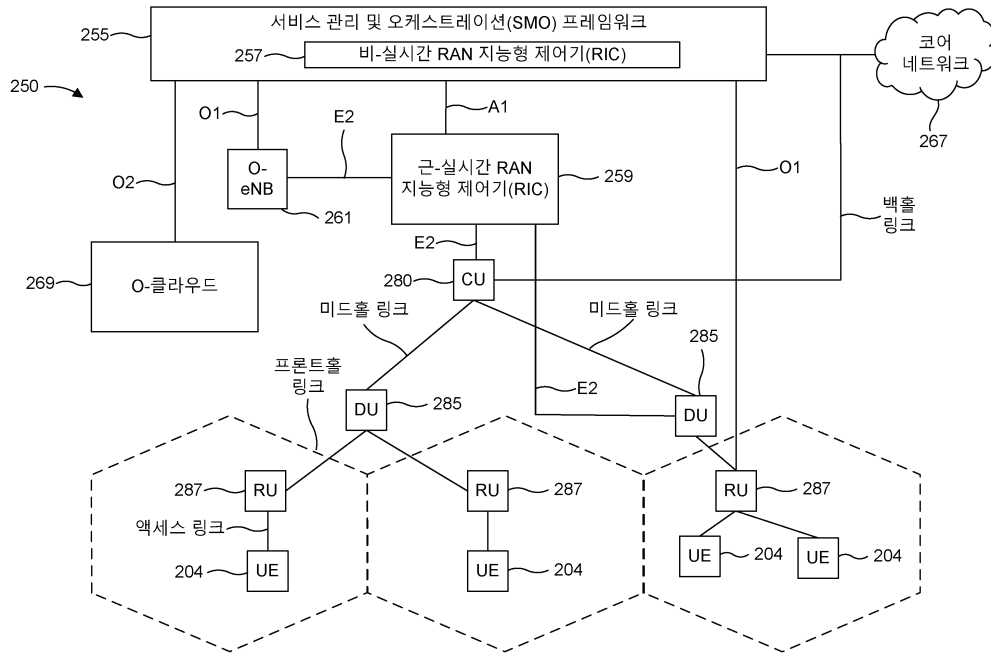 서비스 관리 및 오케스트레이션(SMO) 프레임워크
255
257
비-실시간 RAN 지능형 제어기(RIC)
코어
네트워크
267
250
O1
E2
A1
O-
eNB
261
근-실시간 RAN
지능형 제어기(RIC)
259
O1
O2
백홀
링크
E2
269
O-클라우드
280
CU
미드홀 링크
미드홀 링크
285
프론트홀
링크
DU
285
E2
DU
287
RU
RU
287
RU
287
액세스 링크
204
UE
UE
204
UE
204
UE
204